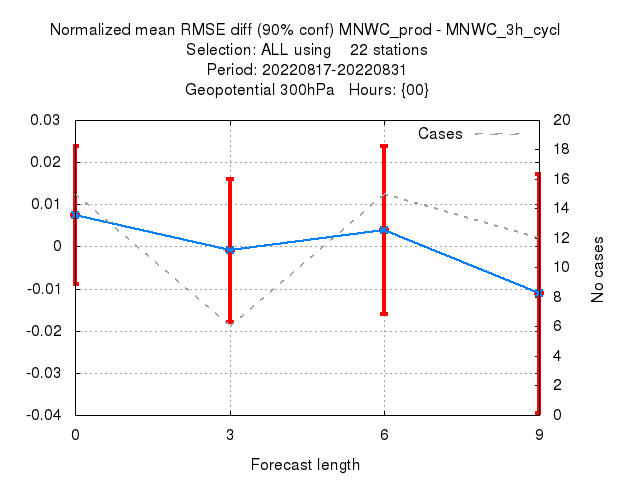 Normalized mean RMSE diff (90% conf) MNWC_prod - MNWC_3h_cycl
Selection: ALL using    22 stations
Period: 20220817-20220831
Geopotential 300hPa   Hours: {00}
Cases
0.03
0.02
0.01
0
-0.01
-0.02
-0.03
-0.04
20
18
16
14
12
10
8
6
4
2
0
No cases
0 3 6 9
Forecast length